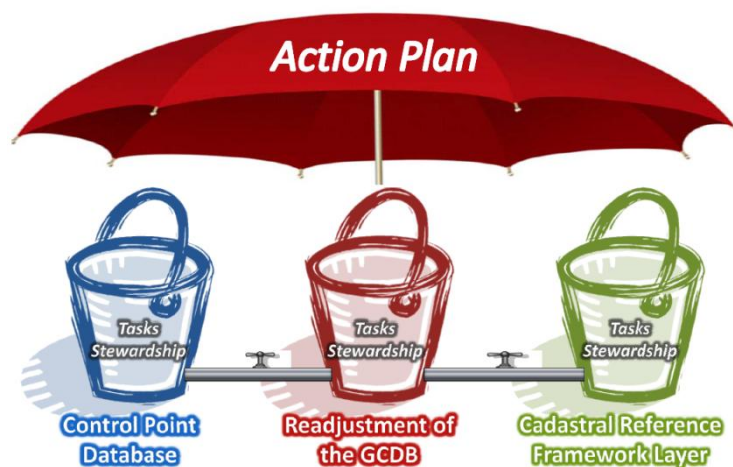 Action Plan
Tasks
Stewardship
Tasks
Stewardship
Tasks
Stewardship
Control Point
Database
Readjustment of
the GCDB
Cadastral Reference
Framework Layer